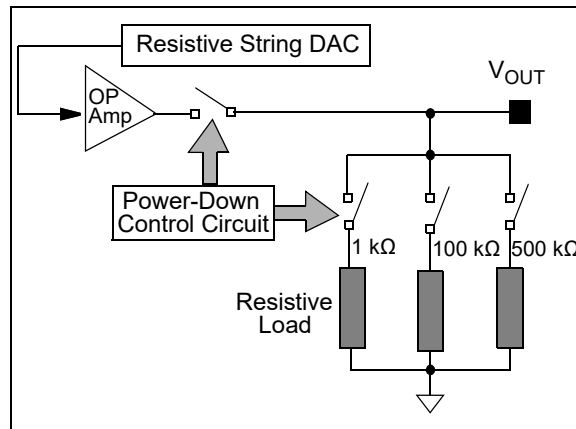 Resistive String DAC
VOUT
OP
Amp
Power-Down
Control Circuit
1 kΩ
100 kΩ
500 kΩ
Resistive
Load